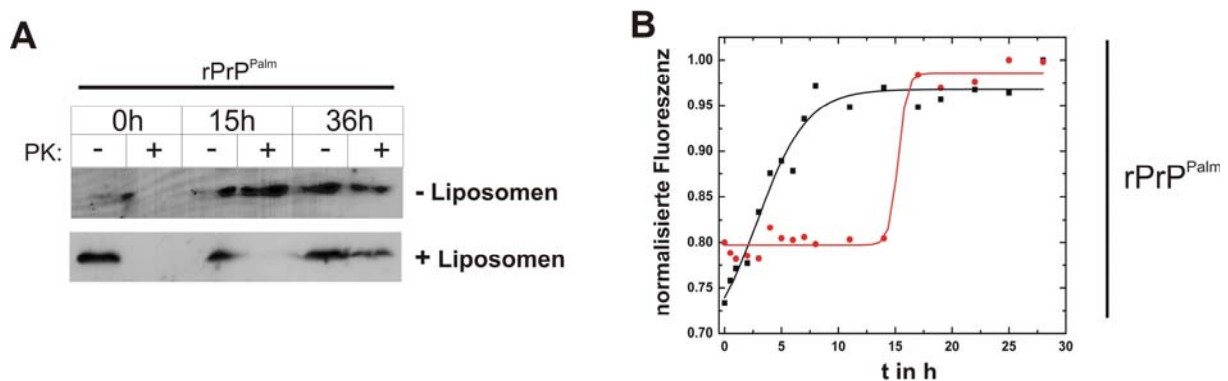 A
rPrP^Palm
0h 15h 36h
PK: - + - + - +
- Liposomen
+ Liposomen
B
normalisierte Fluoreszenz
1.00
0.95
0.90
0.85
0.80
0.75
0.70
0 5 10 15 20 25 30
t in h
rPrP^Palm